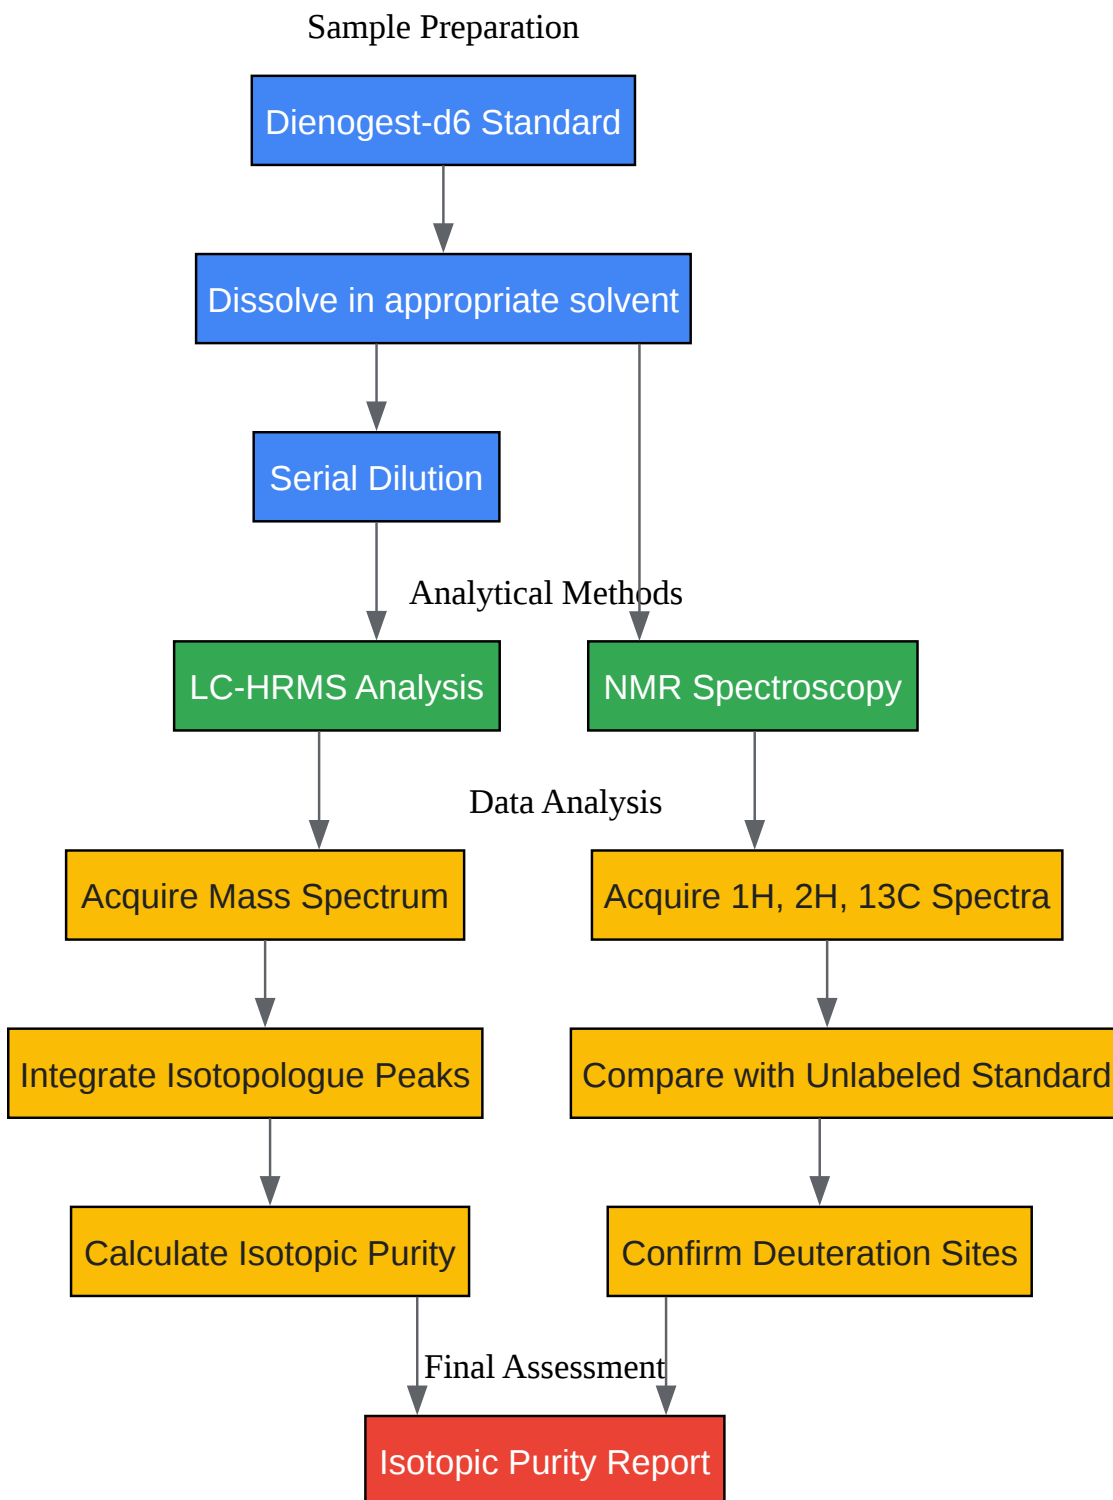 Sample Preparation
Dienogest-d6 Standard
Dissolve in appropriate solvent
Serial Dilution
Analytical Methods
LC-HRMS Analysis
NMR Spectroscopy
Data Analysis
Acquire Mass Spectrum
Acquire 1H, 2H, 13C Spectra
Integrate Isotopologue Peaks
Compare with Unlabeled Standard
Calculate Isotopic Purity
Confirm Deuteration Sites
Final Assessment
Isotopic Purity Report